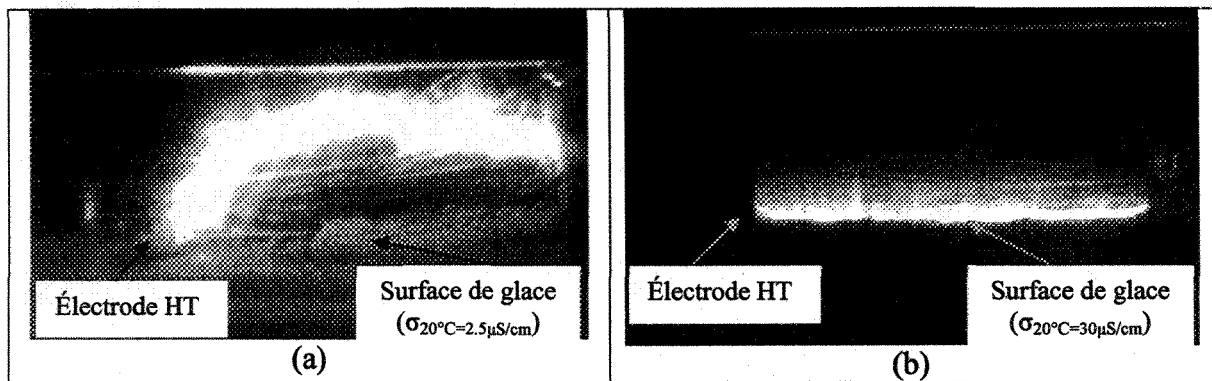 Électrode HT
Surface de glace
(σ20°C=2.5μS/cm)
(a)
Électrode HT
Surface de glace
(σ20°C=30μS/cm)
(b)